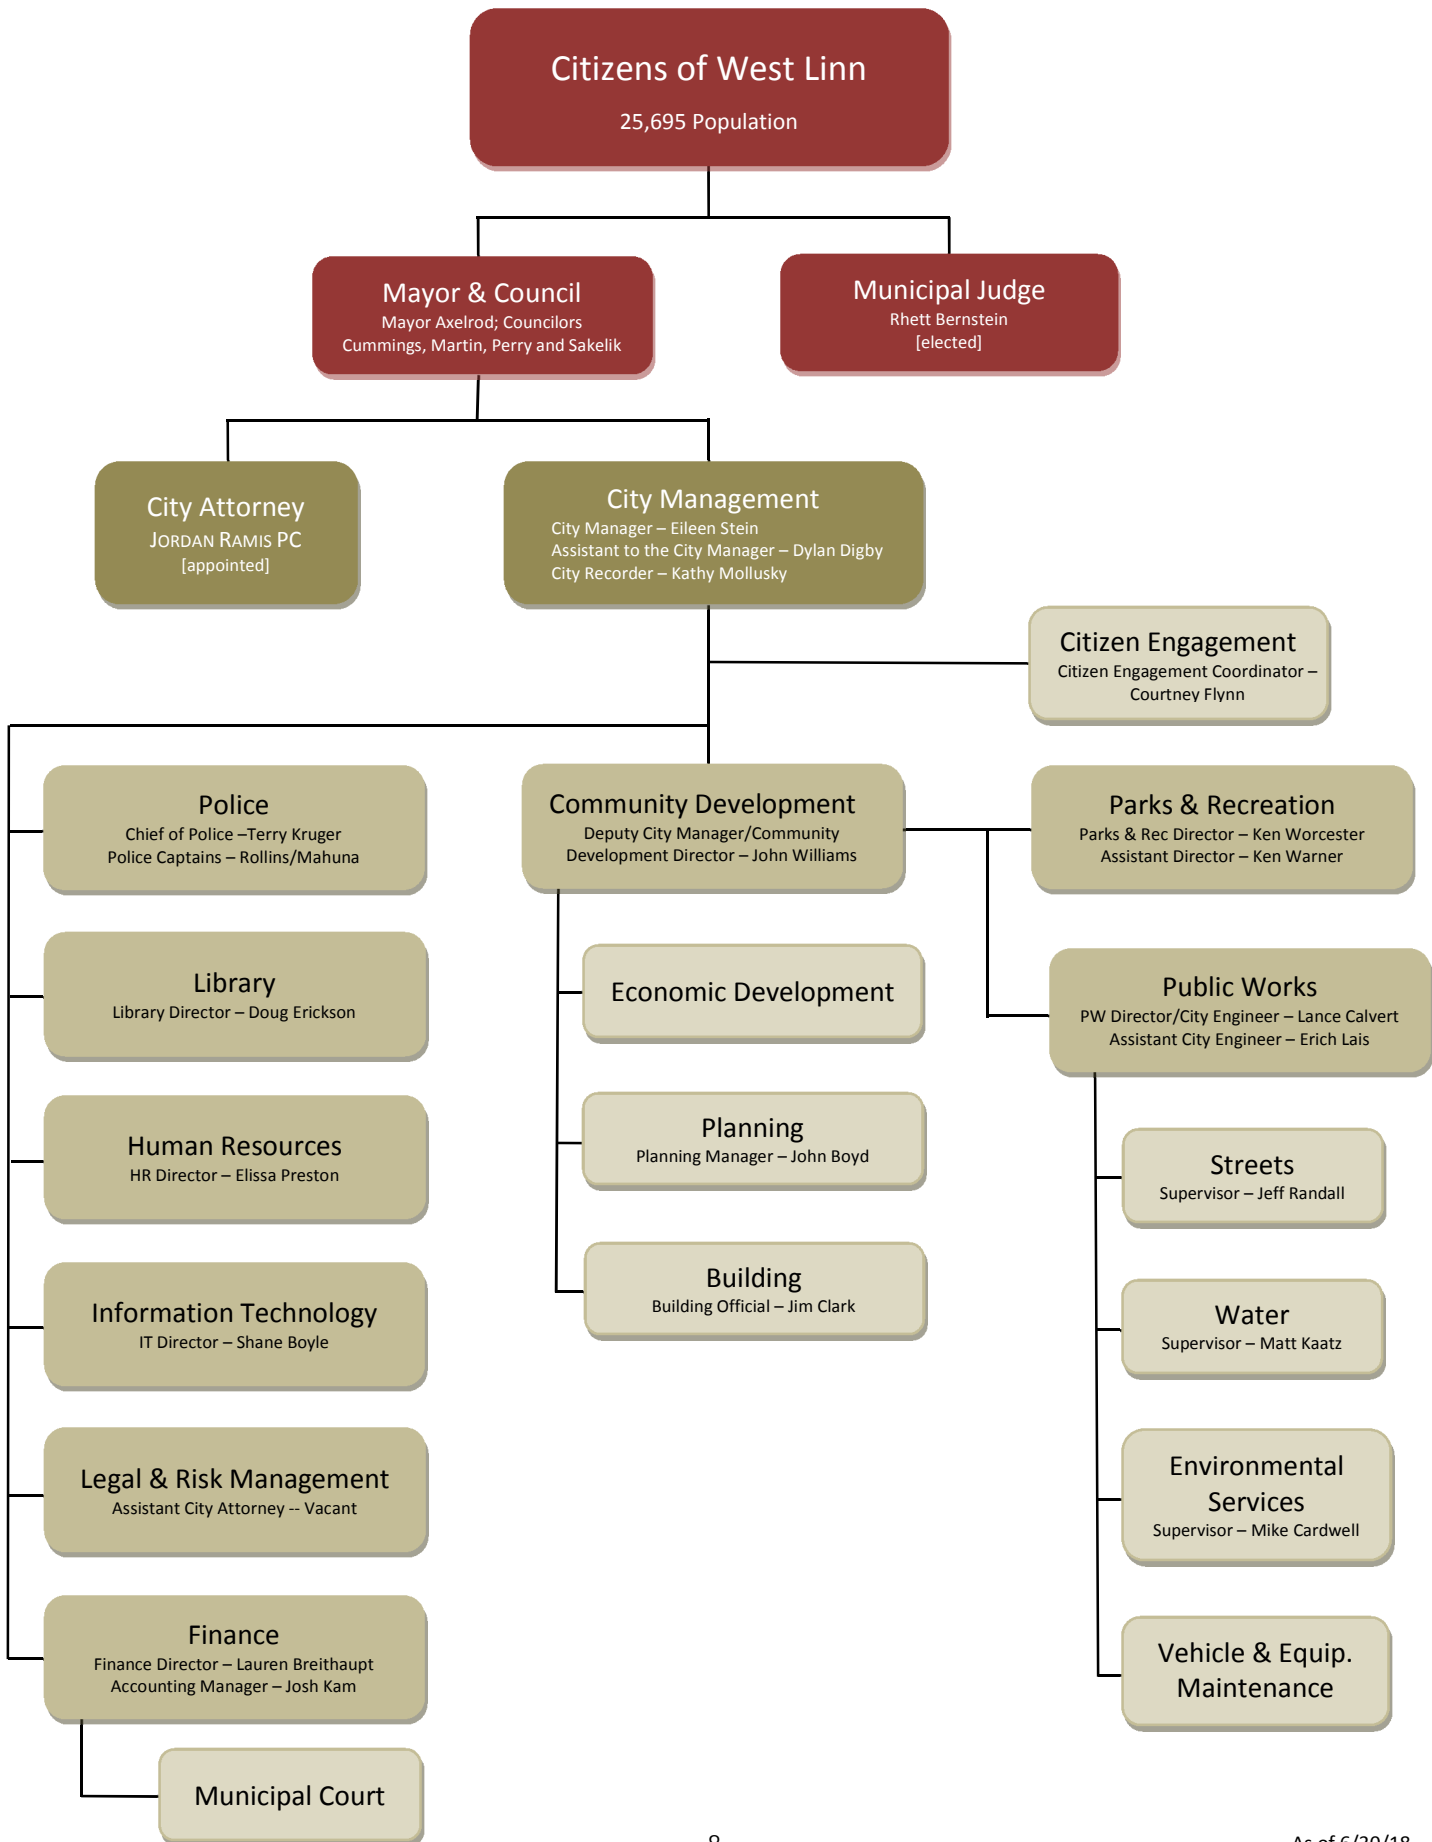 Citizens of West Linn
25,695 Population
Mayor & Council
Mayor Axelrod; Councilors
Cummings, Martin, Perry and Sakelik
Municipal Judge
Rhett Bernstein
[elected]
City Attorney
JORDAN RAMIS PC
[appointed]
City Management
City Manager – Eileen Stein
Assistant to the City Manager – Dylan Digby
City Recorder – Kathy Mollusky
Citizen Engagement
Citizen Engagement Coordinator –
Courtney Flynn
Police
Chief of Police –Terry Kruger
Police Captains – Rollins/Mahuna
Library
Library Director – Doug Erickson
Human Resources
HR Director – Elissa Preston
Information Technology
IT Director – Shane Boyle
Legal & Risk Management
Assistant City Attorney -- Vacant
Finance
Finance Director – Lauren Breithaupt
Accounting Manager – Josh Kam
Municipal Court
Community Development
Deputy City Manager/Community
Development Director – John Williams
Economic Development
Planning
Planning Manager – John Boyd
Building
Building Official – Jim Clark
Parks & Recreation
Parks & Rec Director – Ken Worcester
Assistant Director – Ken Warner
Public Works
PW Director/City Engineer – Lance Calvert
Assistant City Engineer – Erich Lais
Streets
Supervisor – Jeff Randall
Water
Supervisor – Matt Kaatz
Environmental
Services
Supervisor – Mike Cardwell
Vehicle & Equip.
Maintenance
As of 6/30/18